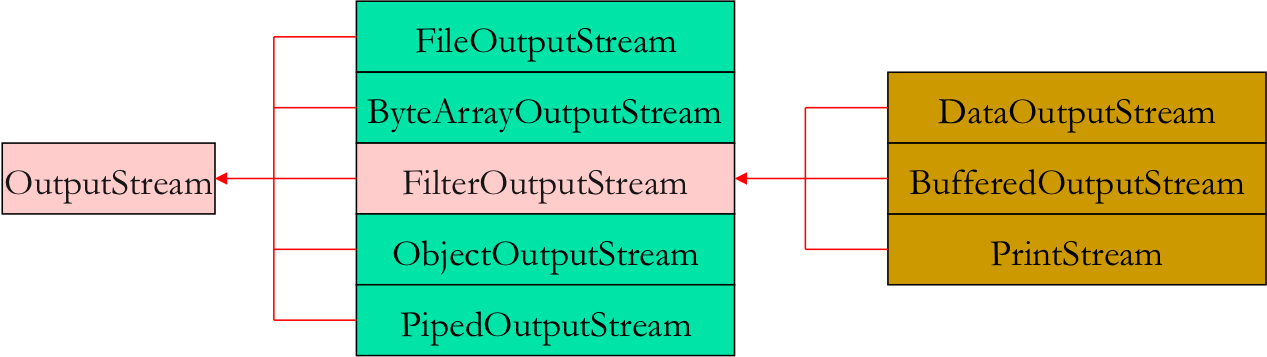 OutputStream
FileOutputStream
ByteArrayOutputStream
FilterOutputStream
ObjectOutputStream
PipedOutputStream
DataOutputStream
BufferedOutputStream
PrintStream